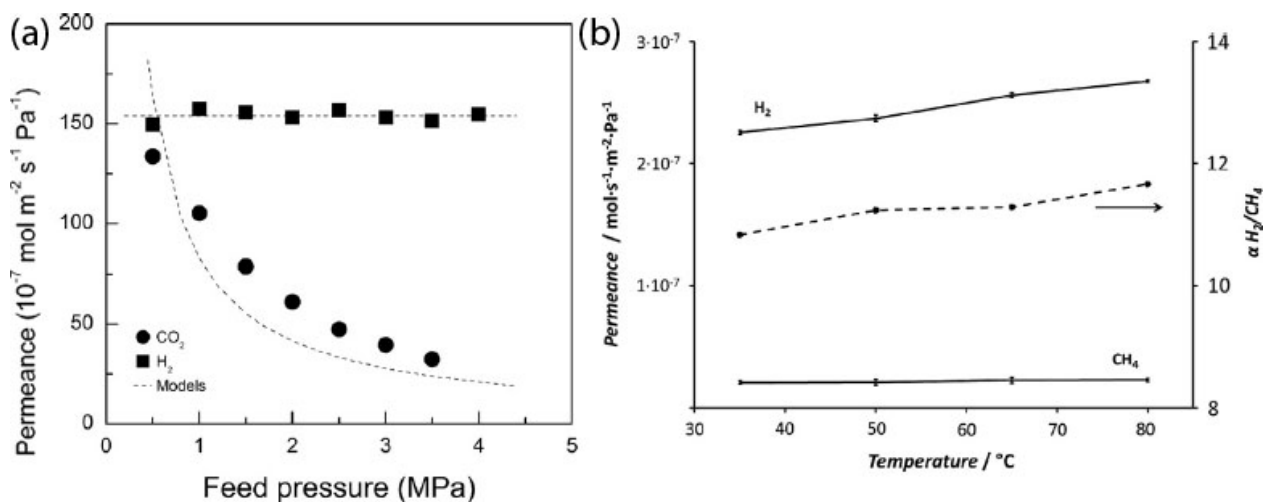 (a)
Permeance (10⁻⁷ mol m⁻² s⁻¹ Pa⁻¹)
200
150
100
50
0
CO₂
H₂
Models
0
1
2
3
4
5
Feed pressure (MPa)
(b)
Permeance / mol·s⁻¹·m⁻²·Pa⁻¹
3·10⁻⁷
2·10⁻⁷
1·10⁻⁷
H₂
CH₄
14
12
10
8
α H₂/CH₄
30
40
50
60
70
80
Temperature / °C